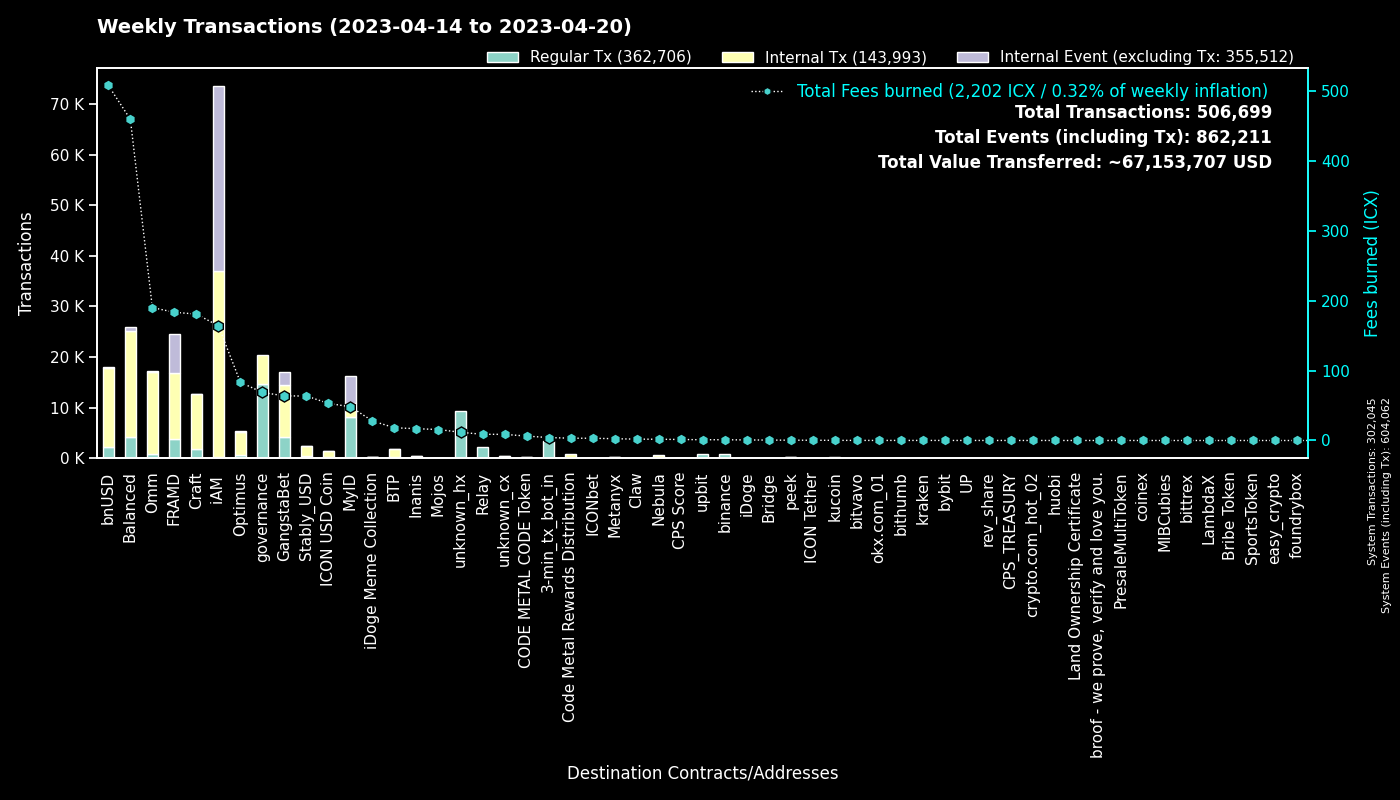 Weekly Transactions (2023-04-14 to 2023-04-20)
Regular Tx (362,706)
Internal Tx (143,993)
Internal Event (excluding Tx: 355,512)
Total Fees burned (2,202 ICX / 0.32% of weekly inflation)
Total Transactions: 506,699
Total Events (including Tx): 862,211
Total Value Transferred: ~67,153,707 USD
Transactions
70 K
60 K
50 K
40 K
30 K
20 K
10 K
0 K
500
400
300
200
100
0
Fees burned (ICX)
System Transactions: 302,045
System Events (including Tx): 604,062
bnUSD
Balanced
Omm
FRAMD
Craft
iAM
Optimus
governance
GangstaBet
Stably_USD
ICON USD Coin
MyID
iDoge Meme Collection
BTP
Inanis
Mojos
unknown_hx
Relay
unknown_cx
CODE METAL CODE Token
3-min_tx_bot_in
Code Metal Rewards Distribution
ICONbet
Metanyx
Claw
Nebula
CPS Score
upbit
binance
iDoge
Bridge
peek
ICON Tether
kucoin
bitvavo
okx.com_01
bithumb
kraken
bybit
UP
rev_share
CPS_TREASURY
crypto.com_hot_02
huobi
Land Ownership Certificate
broof - we prove, verify and love you.
PresaleMultiToken
coinex
MIBCubies
bittrex
LambdaX
Bribe Token
SportsToken
easy_crypto
foundrybox
Destination Contracts/Addresses